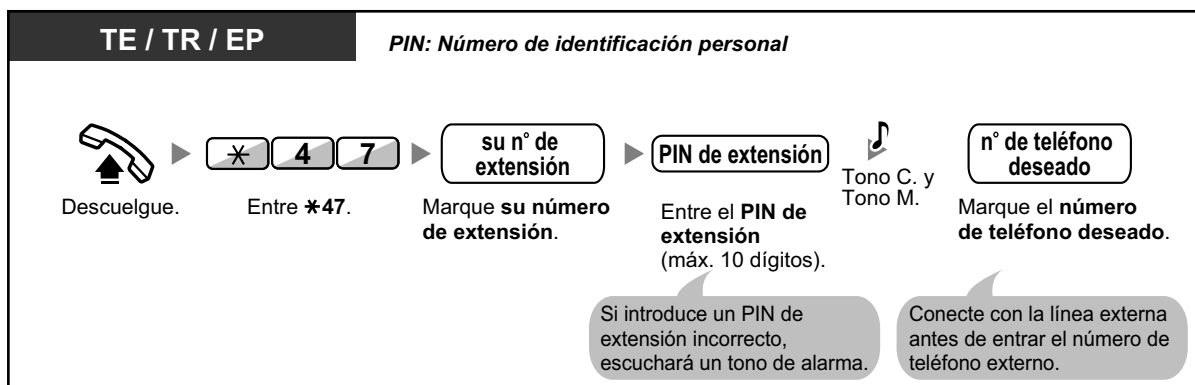 TE / TR / EP
PIN: Número de identificación personal
✱ 4 7
su n° de
extensión
PIN de extensión
n° de teléfono
deseado
Descuelgue.
Entre ✱47.
Marque su número
de extensión.
Entre el PIN de
extensión
(máx. 10 dígitos).
Tono C. y
Tono M.
Marque el número
de teléfono deseado.
Si introduce un PIN de
extensión incorrecto,
escuchará un tono de alarma.
Conecte con la línea externa
antes de entrar el número de
teléfono externo.